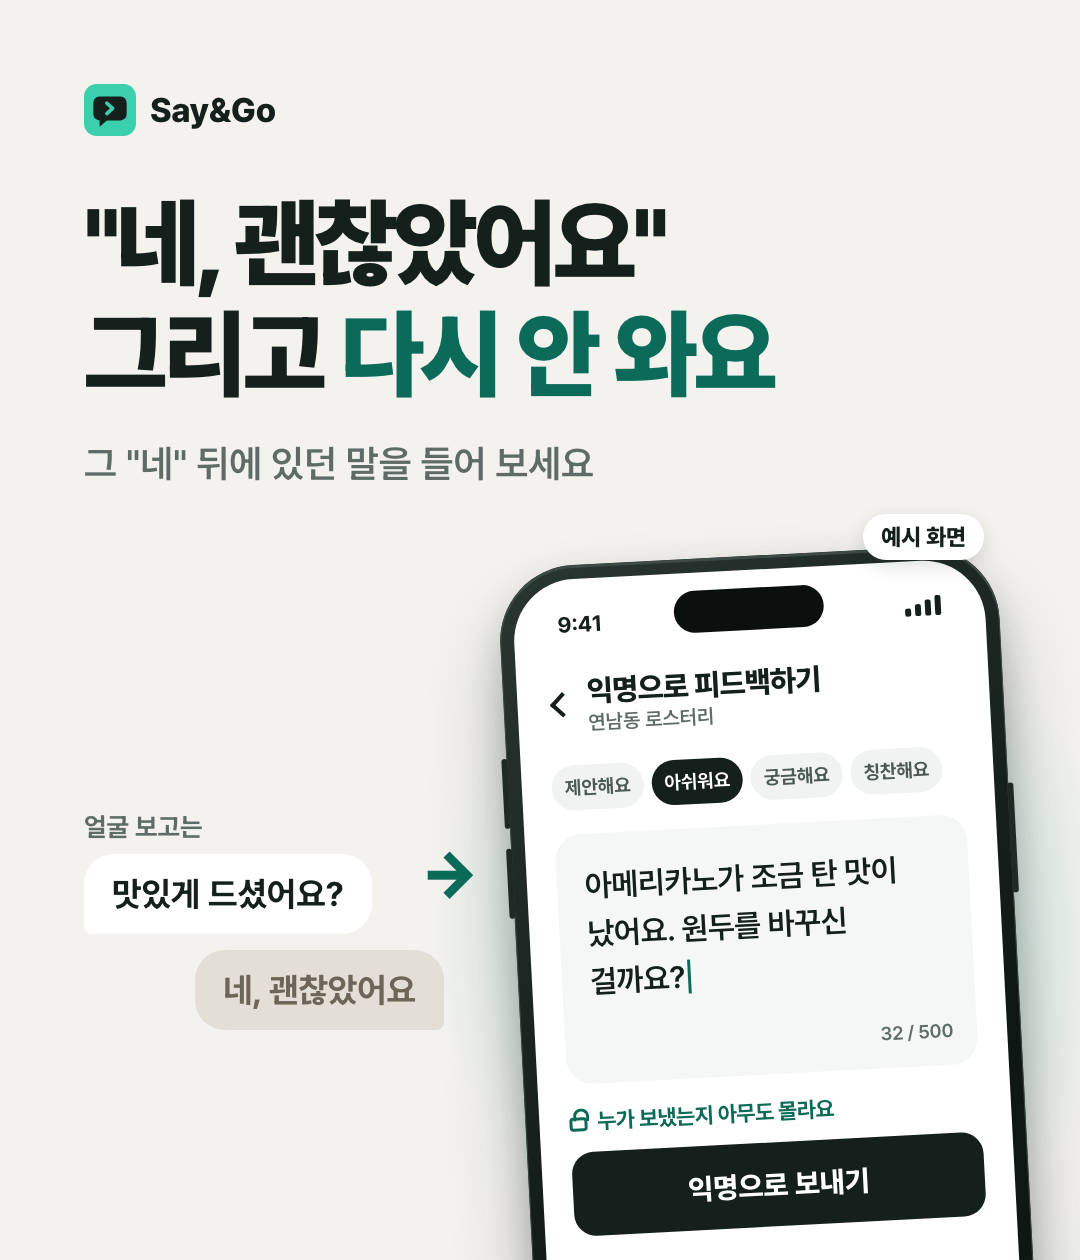 Say&Go
"네, 괜찮았어요"
그리고 다시 안 와요
그 "네" 뒤에 있던 말을 들어 보세요
예시 화면
9:41
익명으로 피드백하기
연남동 로스터리
제안해요 아쉬워요 궁금해요 칭찬해요
아메리카노가 조금 탄 맛이
났어요. 원두를 바꾸신
걸까요?
32 / 500
누가 보냈는지 아무도 몰라요
익명으로 보내기
얼굴 보고는
맛있게 드셨어요?
네, 괜찮았어요